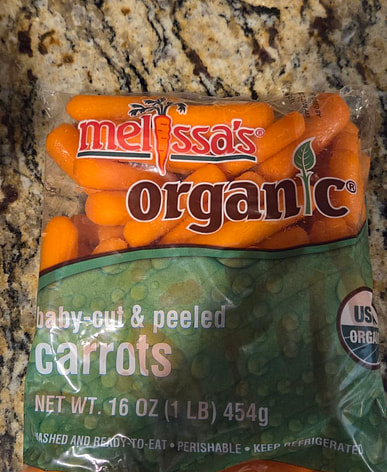 melissa's®
organic®
baby-cut & peeled
carrots
NET WT. 16 OZ (1 LB) 454g
WASHED AND READY-TO-EAT • PERISHABLE • KEEP REFRIGERATED